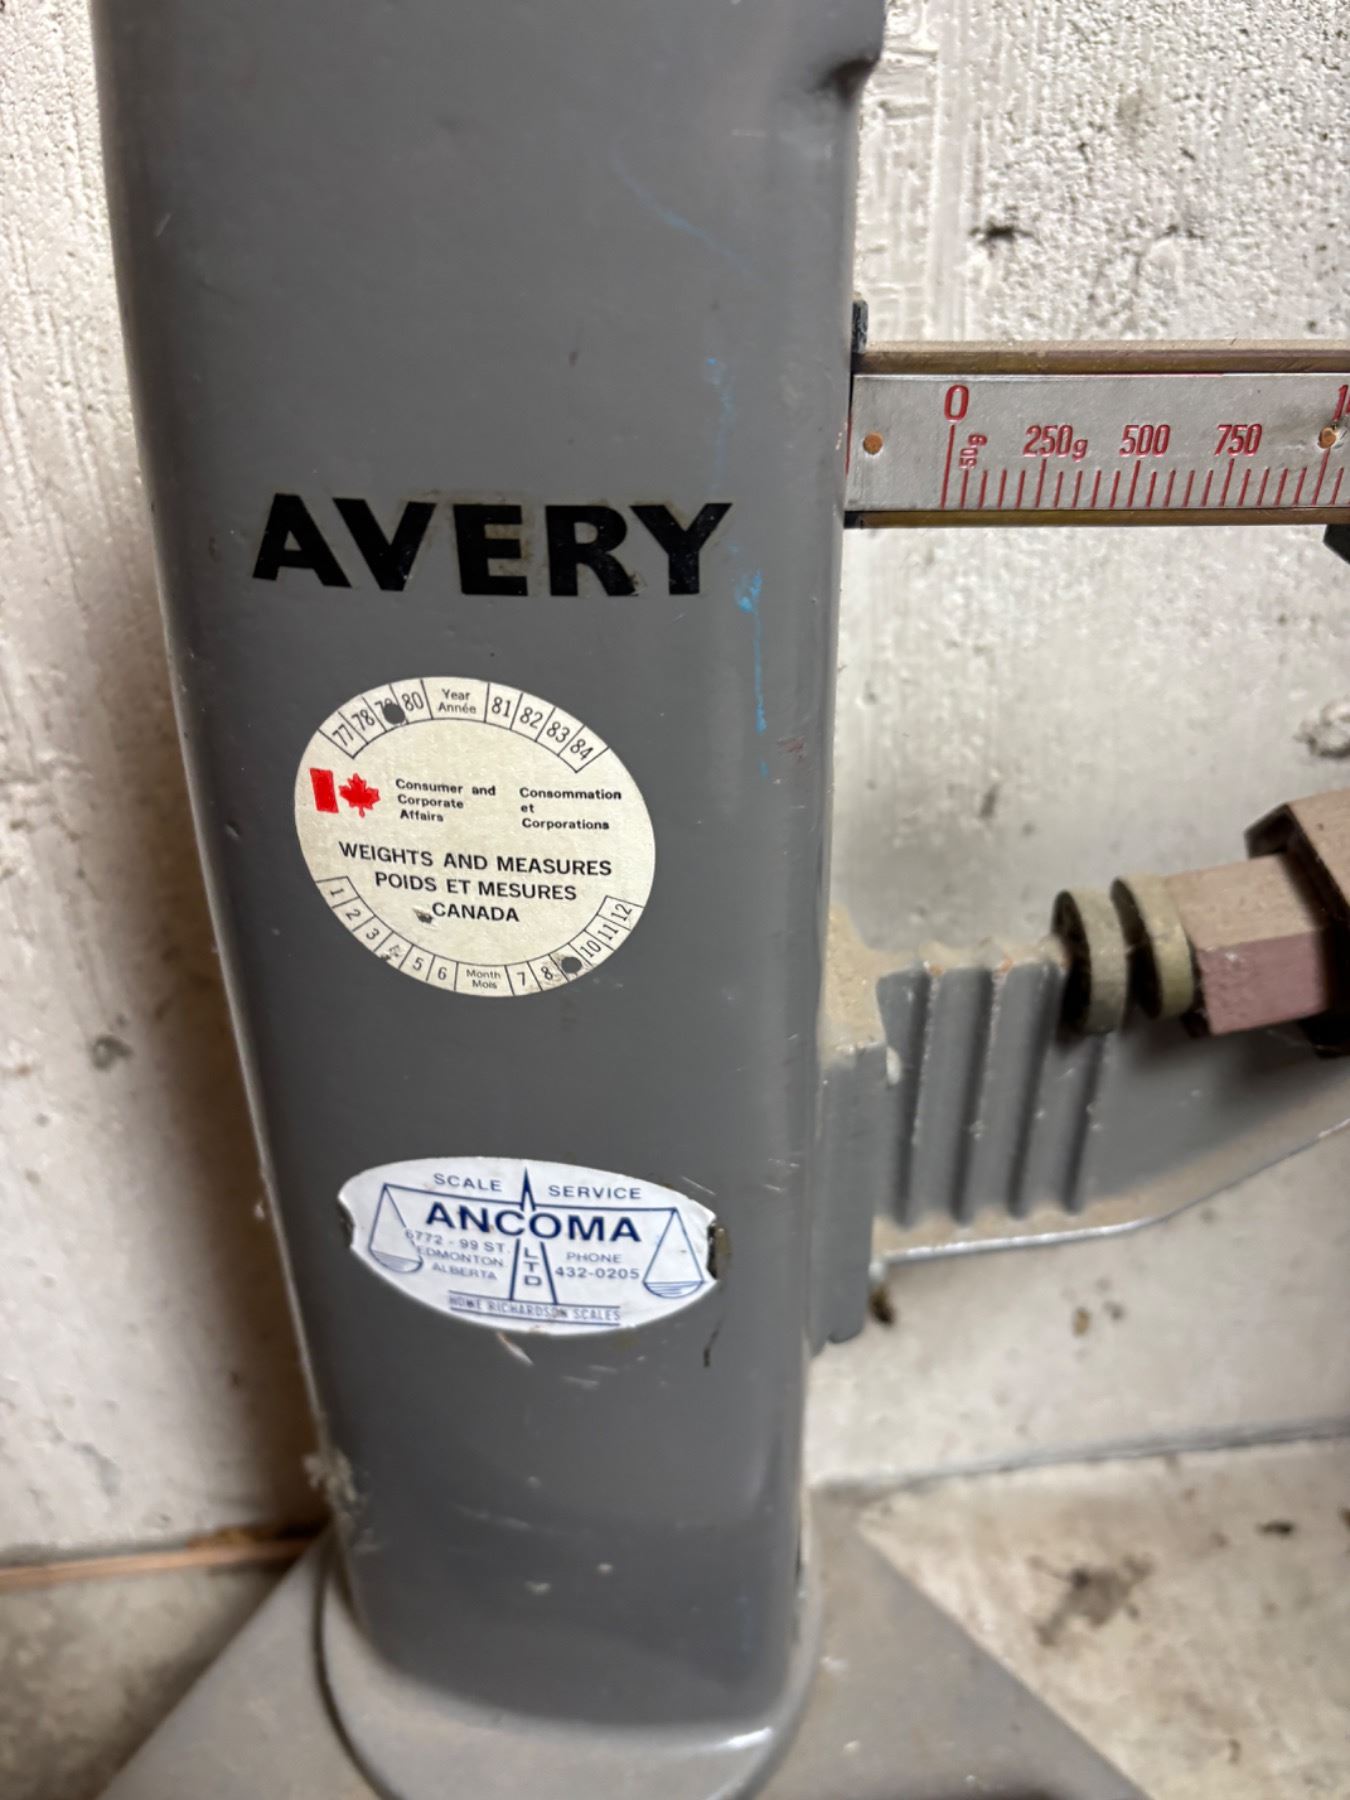 0
50g 250g 500 750
AVERY
77 78 80 Year 81 82 83 84
Année
Consumer and
Corporate
Affairs
Consommation
et
Corporations
WEIGHTS AND MEASURES
POIDS ET MESURES
CANADA
1 2 3 5 6 Month 7 8 10 11 12
Mois
SCALE SERVICE
ANCOMA
LTD
6772 - 99 ST.
EDMONTON
ALBERTA
PHONE
432-0205
HOWE RICHARDSON SCALES